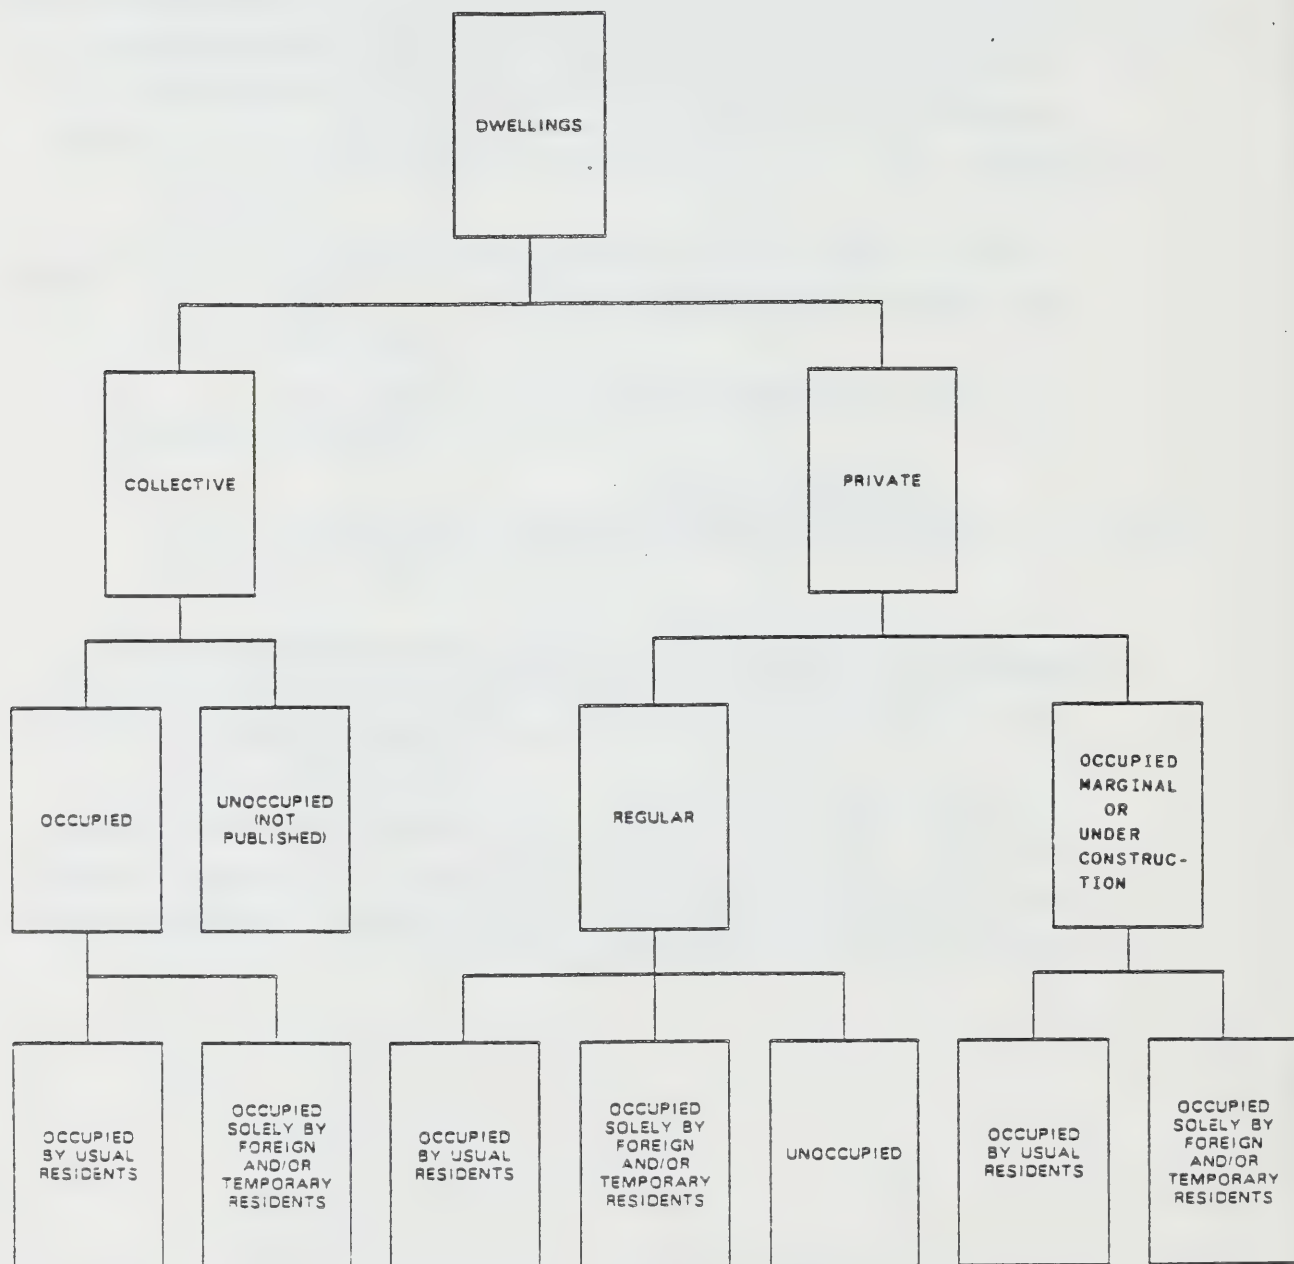 DWELLINGS
COLLECTIVE
PRIVATE
OCCUPIED
UNOCCUPIED
(NOT
PUBLISHED)
REGULAR
OCCUPIED
MARGINAL
OR
UNDER
CONSTRUC-
TION
OCCUPIED
BY USUAL
RESIDENTS
OCCUPIED
SOLELY BY
FOREIGN
AND/OR
TEMPORARY
RESIDENTS
OCCUPIED
BY USUAL
RESIDENTS
OCCUPIED
SOLELY BY
FOREIGN
AND/OR
TEMPORARY
RESIDENTS
UNOCCUPIED
OCCUPIED
BY USUAL
RESIDENTS
OCCUPIED
SOLELY BY
FOREIGN
AND/OR
TEMPORARY
RESIDENTS